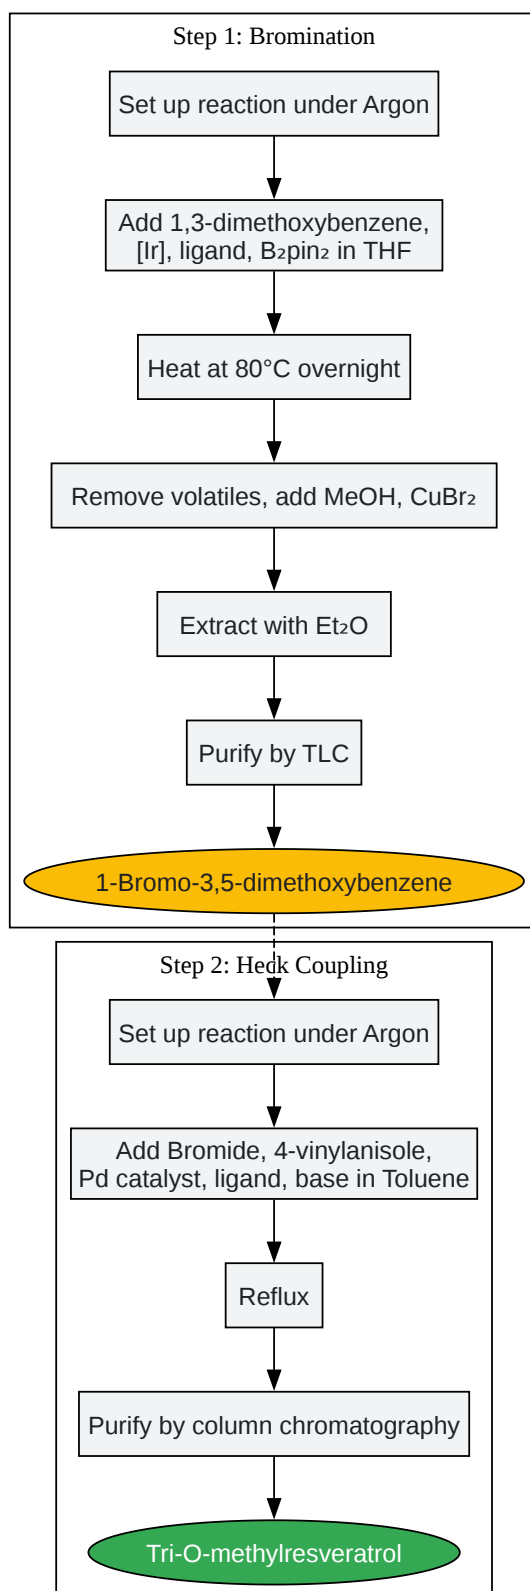 Step 1: Bromination
Set up reaction under Argon
Add 1,3-dimethoxybenzene,
[Ir], ligand, B₂pin₂ in THF
Heat at 80°C overnight
Remove volatiles, add MeOH, CuBr₂
Extract with Et₂O
Purify by TLC
1-Bromo-3,5-dimethoxybenzene
Step 2: Heck Coupling
Set up reaction under Argon
Add Bromide, 4-vinylanisole,
Pd catalyst, ligand, base in Toluene
Reflux
Purify by column chromatography
Tri-O-methylresveratrol